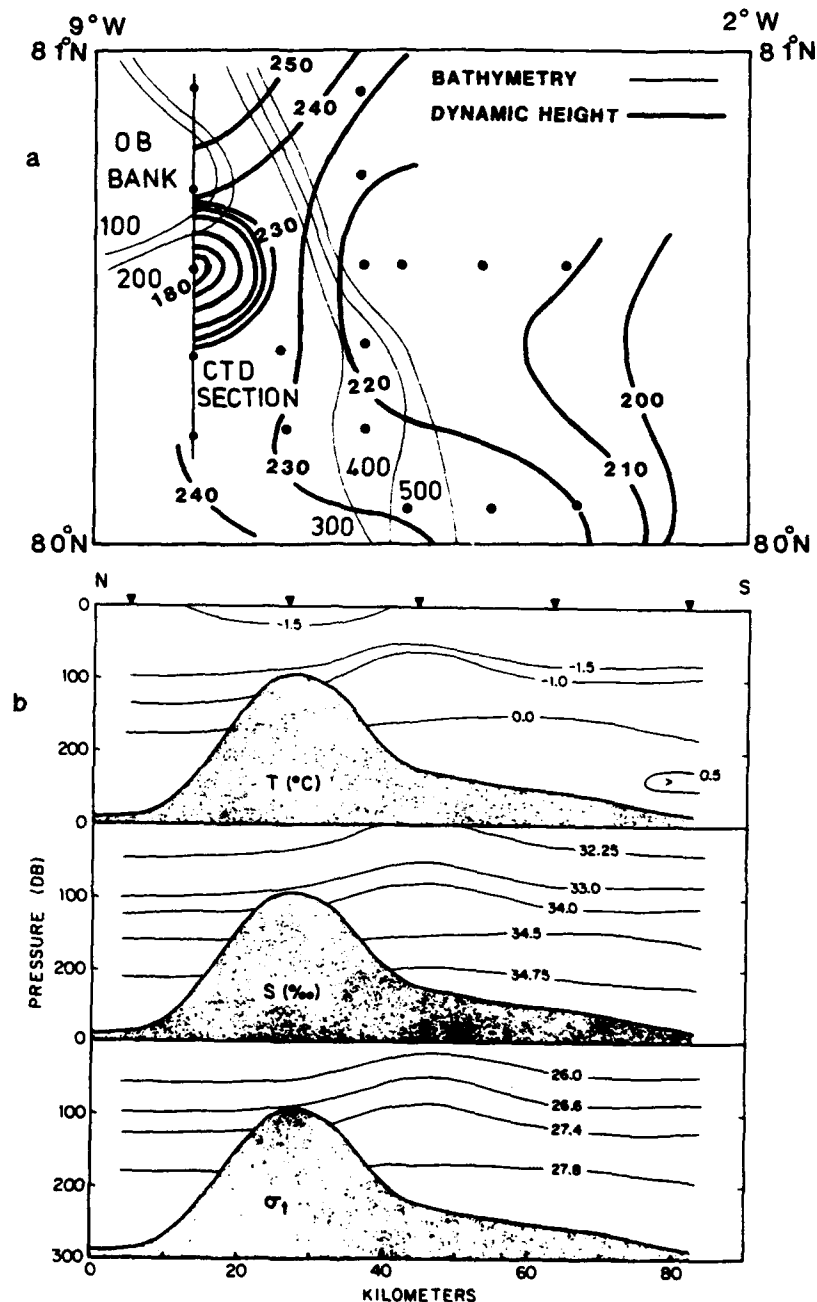 9°W 2°W
81°N 81°N
a
BATHYMETRY
DYNAMIC HEIGHT
250
240
OB
BANK
100
230
200
180
CTD
SECTION
220
200
230
400
210
240
500
300
80°N 80°N
b
N S
0
-1.5
-1.5
100
-1.0
0.0
200
0.5
>
T (°C)
0
PRESSURE (DB)
32.25
33.0
100
34.0
34.5
200
34.75
S (‰)
0
26.0
26.6
100
27.4
27.8
200
σt
300
0 20 40 60 80
KILOMETERS